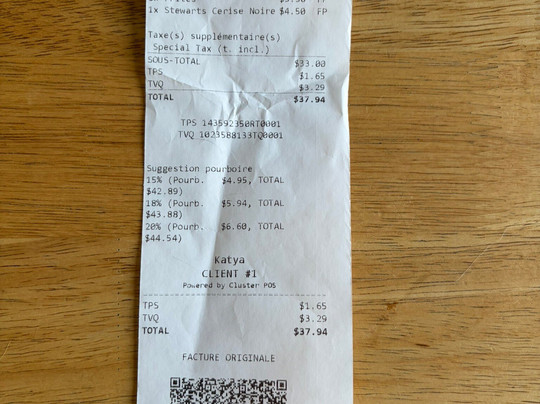 1x Stewarts Cerise Noire $4.50 FP
Taxe(s) supplémentaire(s)
Special Tax (t. incl.)
SOUS-TOTAL $33.00
TPS $1.65
TVQ $3.29
TOTAL $37.94
TPS 143592350RT0001
TVQ 1023588133TQ0001
Suggestion pourboire
15% (Pourb. $4.95, TOTAL
$42.89)
18% (Pourb. $5.94, TOTAL
$43.88)
20% (Pourb. $6.60, TOTAL
$44.54)
Katya
CLIENT #1
Powered by Cluster POS
TPS $1.65
TVQ $3.29
TOTAL $37.94
FACTURE ORIGINALE